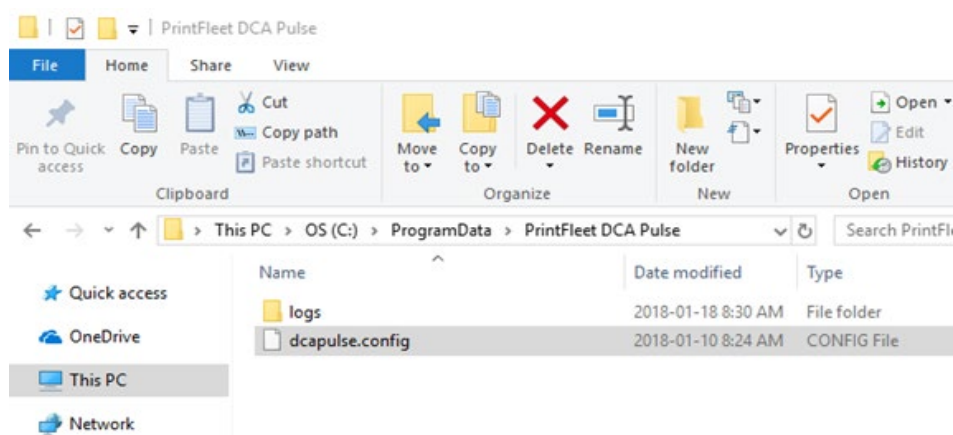 PrintFleet DCA Pulse
File Home Share View
Pin to Quick access
Copy
Paste
Cut
Copy path
Paste shortcut
Move to
Copy to
Delete
Rename
New folder
Properties
Open
Edit
History
Clipboard Organize New Open
This PC > OS (C:) > ProgramData > PrintFleet DCA Pulse
Search PrintFl
Name Date modified Type
Quick access
OneDrive
This PC
Network
logs 2018-01-18 8:30 AM File folder
dcapulse.config 2018-01-10 8:24 AM CONFIG File